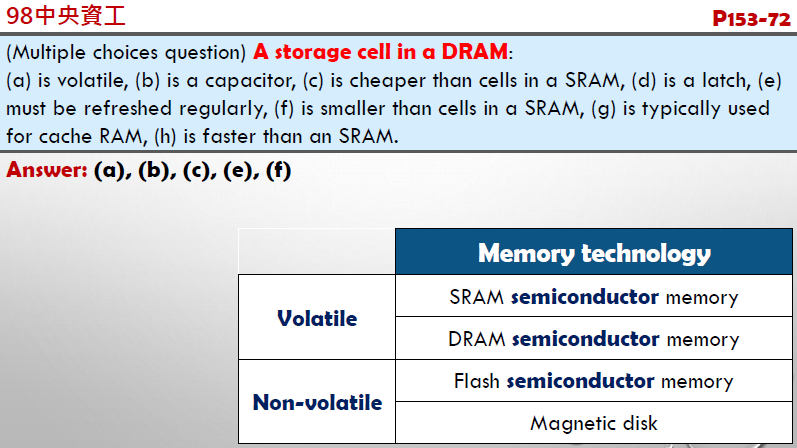 98中央資工
P153-72
(Multiple choices question) A storage cell in a DRAM:
(a) is volatile, (b) is a capacitor, (c) is cheaper than cells in a SRAM, (d) is a latch, (e)
must be refreshed regularly, (f) is smaller than cells in a SRAM, (g) is typically used
for cache RAM, (h) is faster than an SRAM.
Answer: (a), (b), (c), (e), (f)
Memory technology
Volatile
SRAM semiconductor memory
DRAM semiconductor memory
Non-volatile
Flash semiconductor memory
Magnetic disk